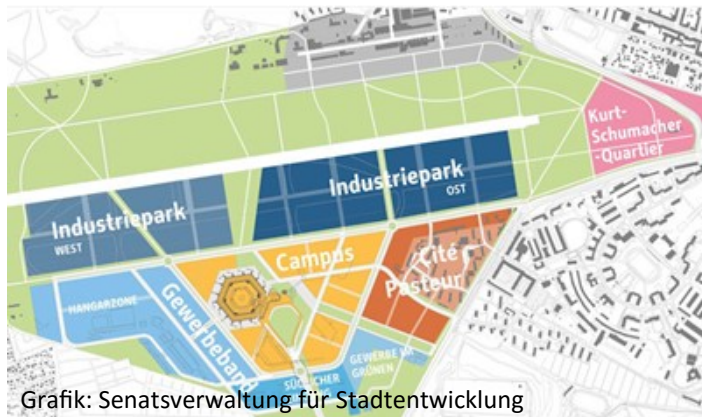 Kurt-
Schumacher
-Quartier
Industriepark
OST
Industriepark
WEST
Campus
Cité
Pasteur
HANGARZONE
Gewerbeband
GEWERBE IM
GRÜNEN
Grafik: Senatsverwaltung für Stadtentwicklung